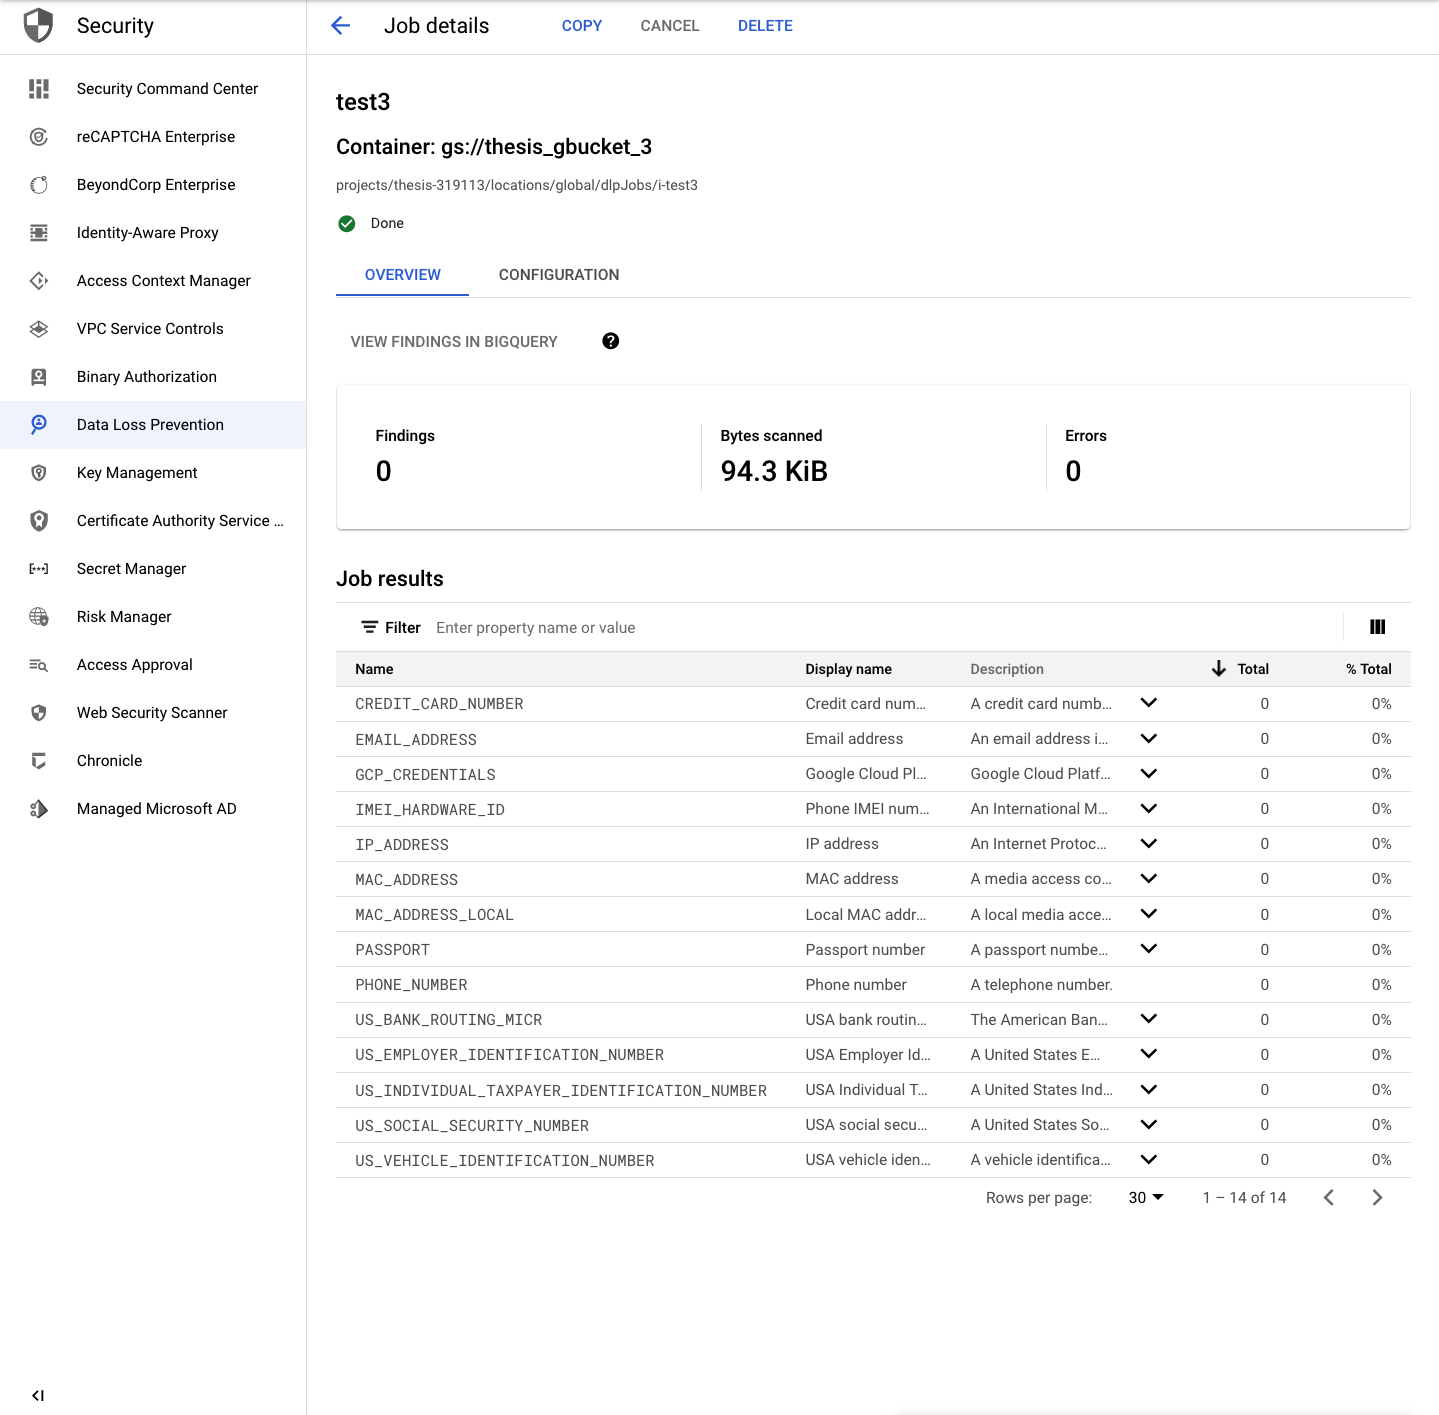 Security
Job details COPY CANCEL DELETE
Security Command Center
reCAPTCHA Enterprise
BeyondCorp Enterprise
Identity-Aware Proxy
Access Context Manager
VPC Service Controls
Binary Authorization
Data Loss Prevention
Key Management
Certificate Authority Service ...
Secret Manager
Risk Manager
Access Approval
Web Security Scanner
Chronicle
Managed Microsoft AD
test3
Container: gs://thesis_gbucket_3
projects/thesis-319113/locations/global/dlpJobs/i-test3
Done
OVERVIEW CONFIGURATION
VIEW FINDINGS IN BIGQUERY ?
Findings Bytes scanned Errors
0 94.3 KiB 0
Job results
Filter Enter property name or value
Name Display name Description Total % Total
CREDIT_CARD_NUMBER Credit card num... A credit card numb... 0 0%
EMAIL_ADDRESS Email address An email address i... 0 0%
GCP_CREDENTIALS Google Cloud Pl... Google Cloud Platf... 0 0%
IMEI_HARDWARE_ID Phone IMEI num... An International M... 0 0%
IP_ADDRESS IP address An Internet Protoc... 0 0%
MAC_ADDRESS MAC address A media access co... 0 0%
MAC_ADDRESS_LOCAL Local MAC addr... A local media acce... 0 0%
PASSPORT Passport number A passport numbe... 0 0%
PHONE_NUMBER Phone number A telephone number. 0 0%
US_BANK_ROUTING_MICR USA bank routin... The American Ban... 0 0%
US_EMPLOYER_IDENTIFICATION_NUMBER USA Employer Id... A United States E... 0 0%
US_INDIVIDUAL_TAXPAYER_IDENTIFICATION_NUMBER USA Individual T... A United States Ind... 0 0%
US_SOCIAL_SECURITY_NUMBER USA social secu... A United States So... 0 0%
US_VEHICLE_IDENTIFICATION_NUMBER USA vehicle iden... A vehicle identifica... 0 0%
Rows per page: 30 1 – 14 of 14